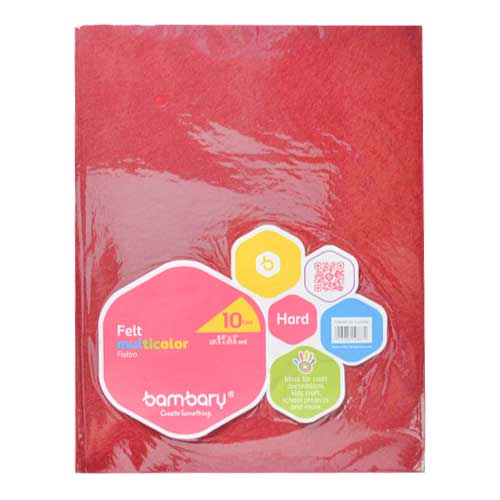 Felt
multicolor
Fieltro
10
Hard
bambary®
Create Something.
Ideal for craft
decoration,
kids craft,
school projects
and more.